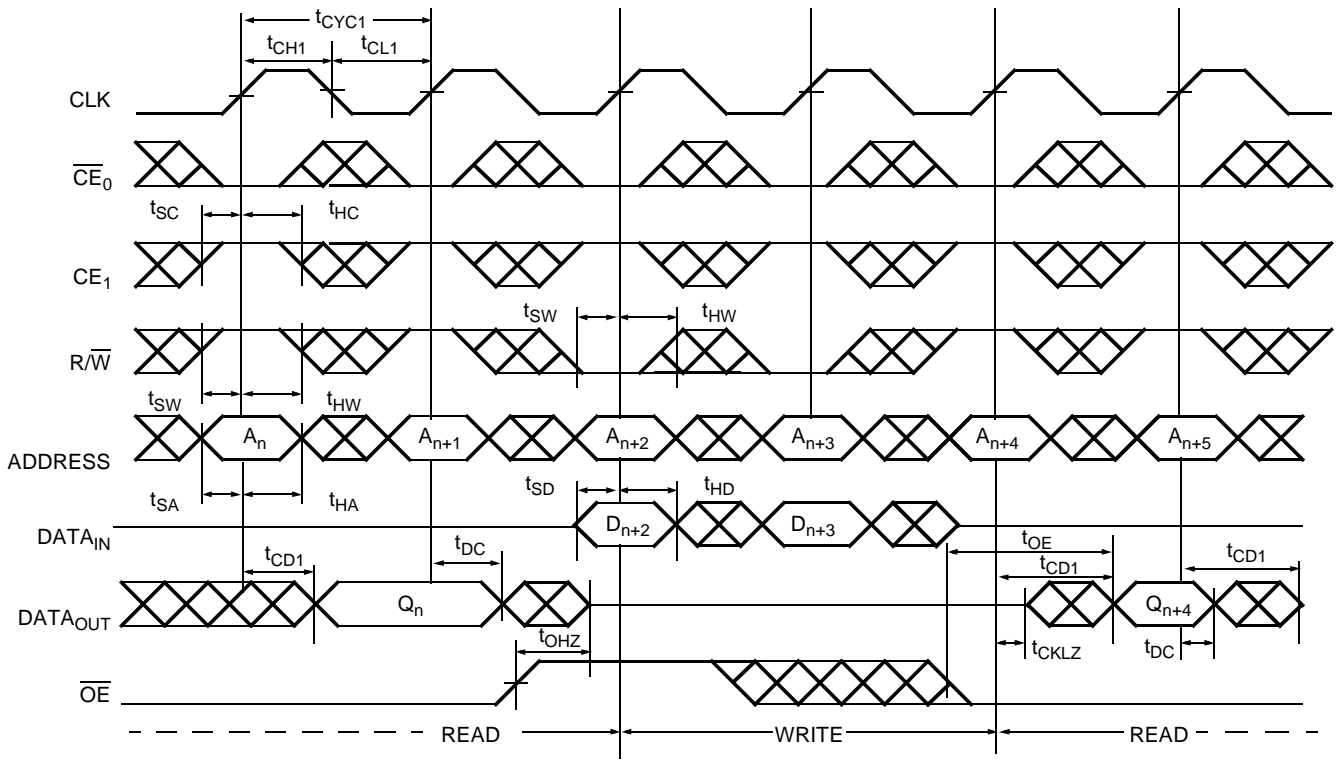 tCYC1
tCH1 tCL1
CLK
CE0
tSC tHC
CE1
tSW tHW
R/W
tSW tHW
An An+1 An+2 An+3 An+4 An+5
ADDRESS
tSA tHA tSD tHD
DATAIN Dn+2 Dn+3
tOE
tCD1 tDC tCD1 tCD1
DATAOUT Qn Qn+4
tOHZ tCKLZ tDC
OE
READ WRITE READ